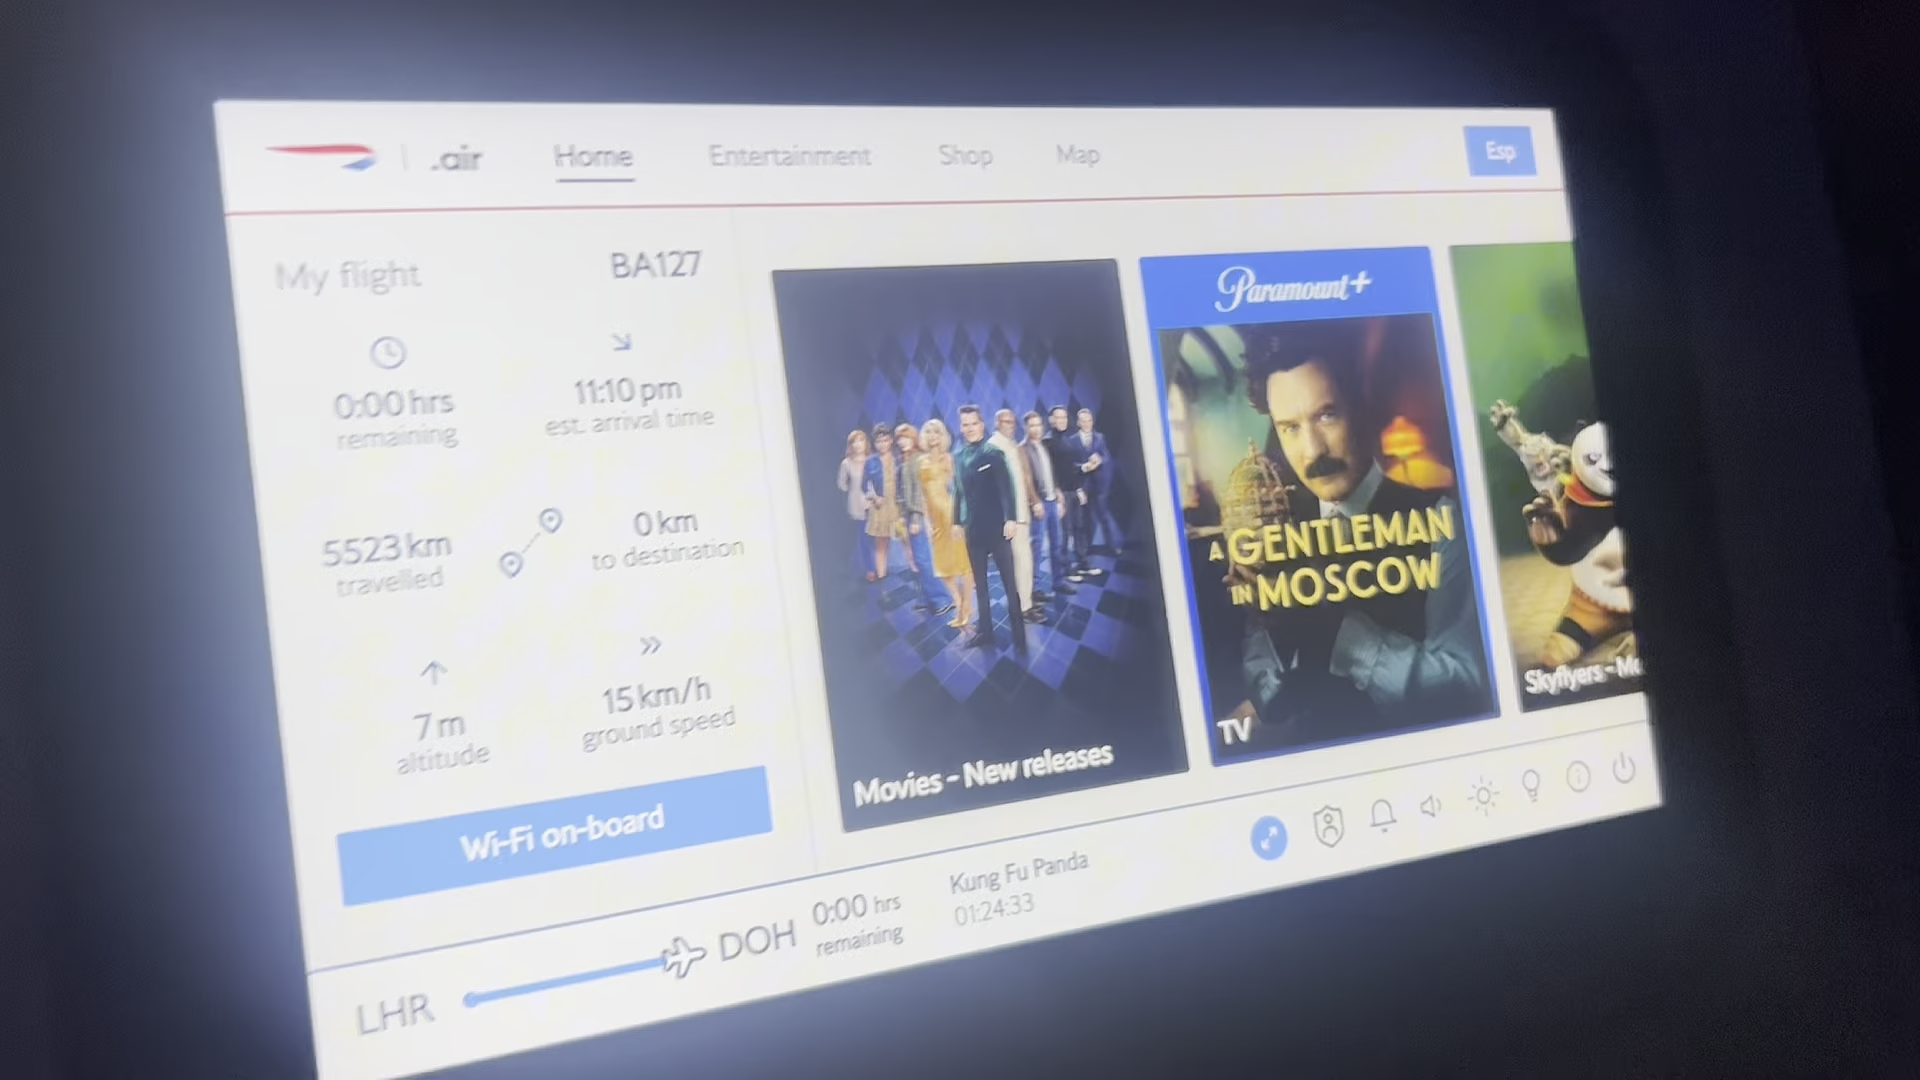 .air
Home
Entertainment
Shop
Map
Esp
My flight
BA127
0:00 hrs
remaining
11:10 pm
est. arrival time
5523 km
travelled
0 km
to destination
7 m
altitude
15 km/h
ground speed
Wi-Fi on-board
Movies - New releases
Paramount+
A GENTLEMAN
IN MOSCOW
TV
Skyflyers - Mo
LHR
DOH
0:00 hrs
remaining
Kung Fu Panda
01:24:33